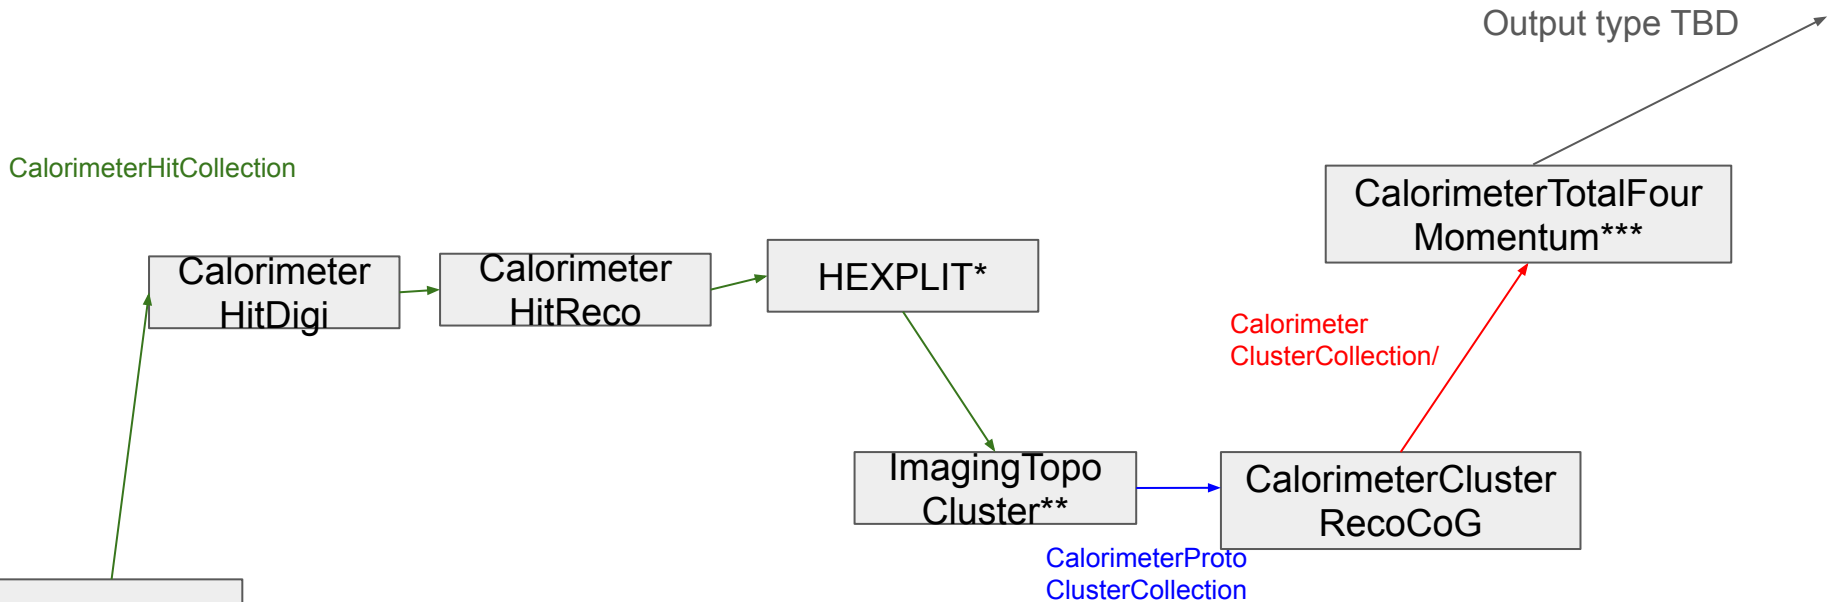 Output type TBD
CalorimeterHitCollection
CalorimeterTotalFour
Momentum***
Calorimeter
HitDigi
Calorimeter
HitReco
HEXPLIT*
Calorimeter
ClusterCollection/
ImagingTopo
Cluster**
CalorimeterCluster
RecoCoG
CalorimeterProto
ClusterCollection